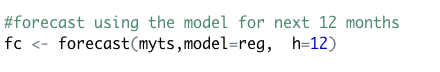 #forecast using the model for next 12 months
fc <- forecast(myts,model=reg,  h=12)